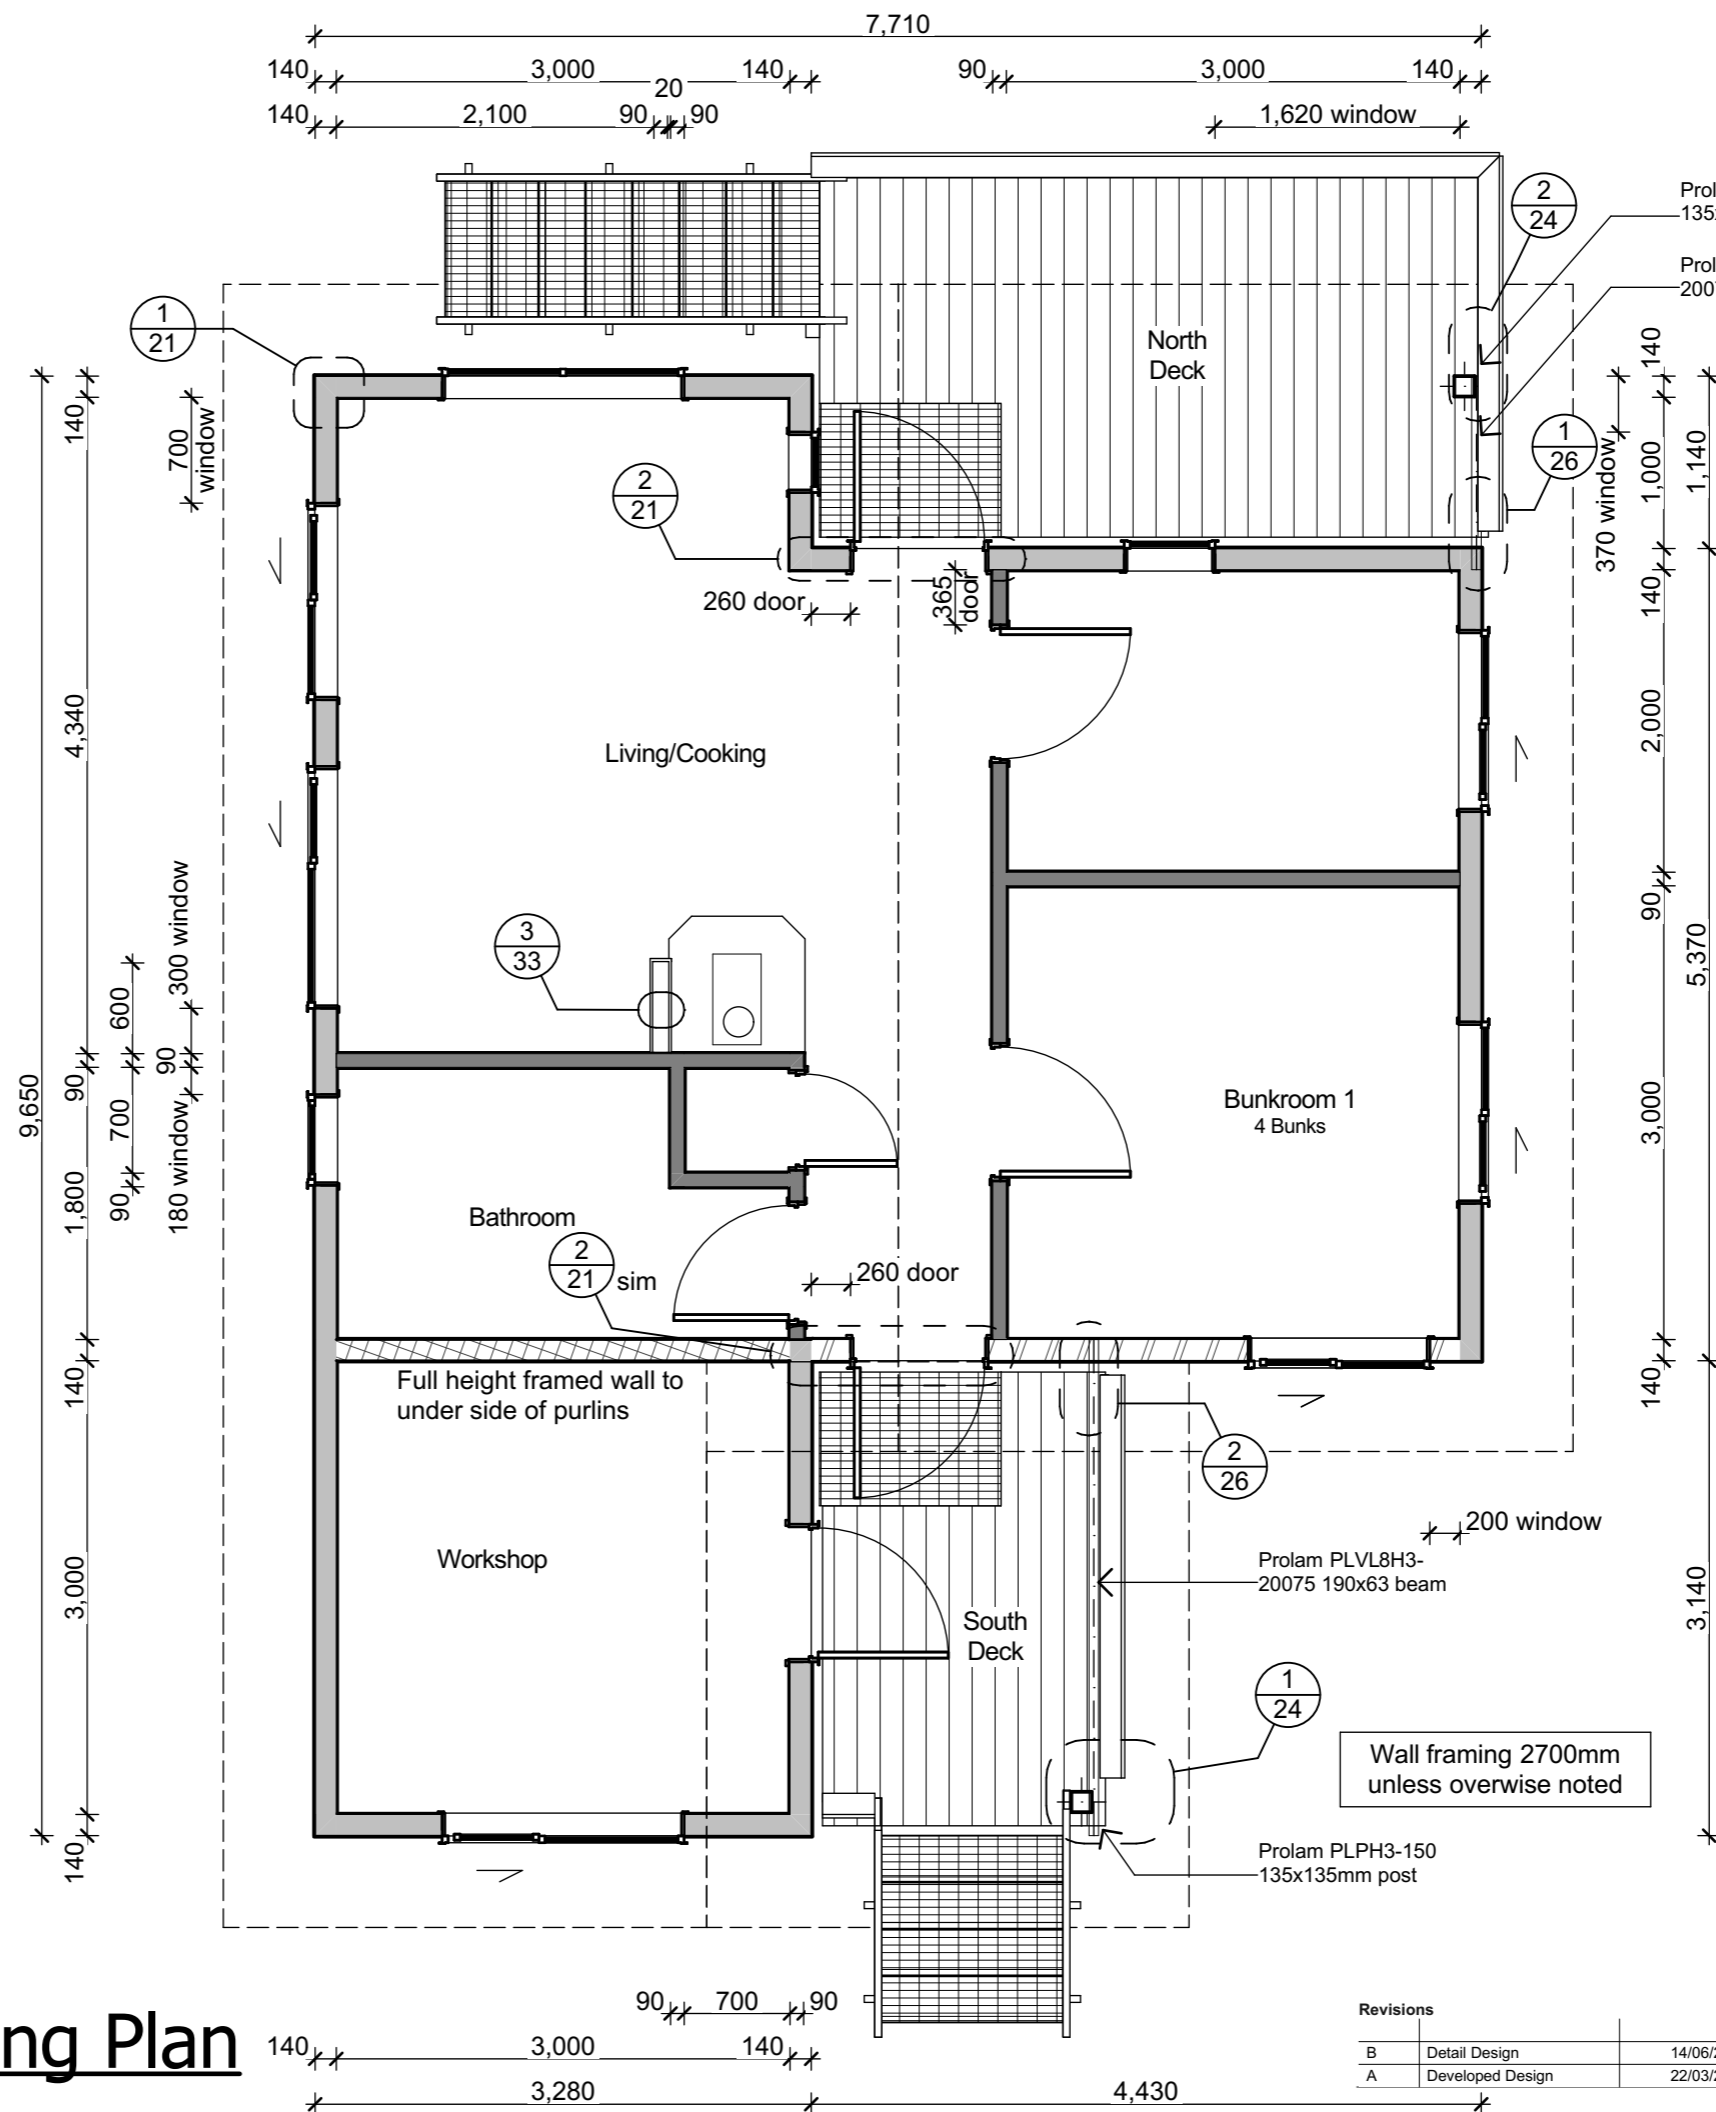 7,710
140 3,000 140 90 3,000 140
20
140 2,100 90 90 1,620 window
2
24
1
21
North
Deck
140
700
window
2
21
1
26
140
370 window
1,000
1,140
260 door
365
door
140
4,340
Living/Cooking
2,000
300 window
3
33
600
90
5,370
9,650
90
90
700
Bunkroom 1
4 Bunks
3,000
180 window
1,800
90
Bathroom
2
21
sim
260 door
140
Full height framed wall to
under side of purlins
140
2
26
200 window
Workshop
Prolam PLVL8H3-
20075 190x63 beam
3,000
South
Deck
3,140
1
24
Wall framing 2700mm
unless overwise noted
140
Prolam PLPH3-150
135x135mm post
90 700 90
ng Plan
140 3,000 140
3,280 4,430
Revisions
B Detail Design 14/06/2
A Developed Design 22/03/2